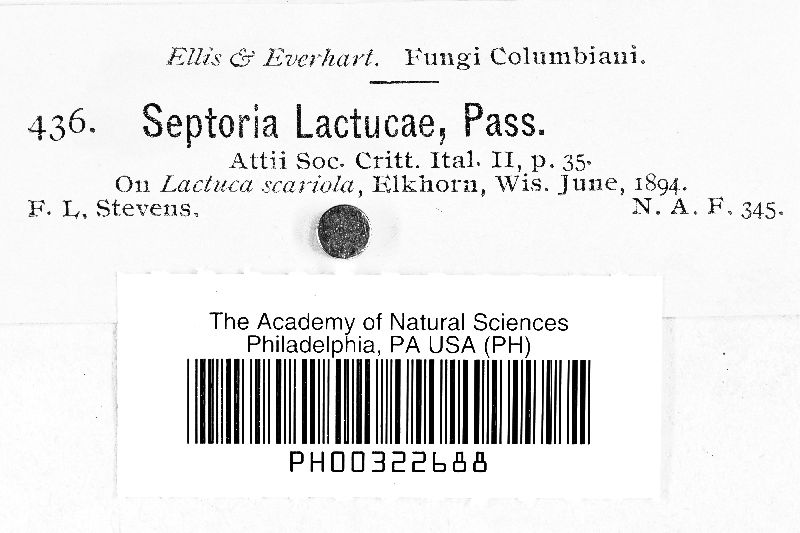 Ellis & Everhart. Fungi Columbiani.
436. Septoria Lactucae, Pass.
Attii Soc. Critt. Ital. II, p. 35.
On Lactuca scariola, Elkhorn, Wis. June, 1894.
F. L. Stevens. N. A. F. 345.
The Academy of Natural Sciences
Philadelphia, PA USA (PH)
PH00322688